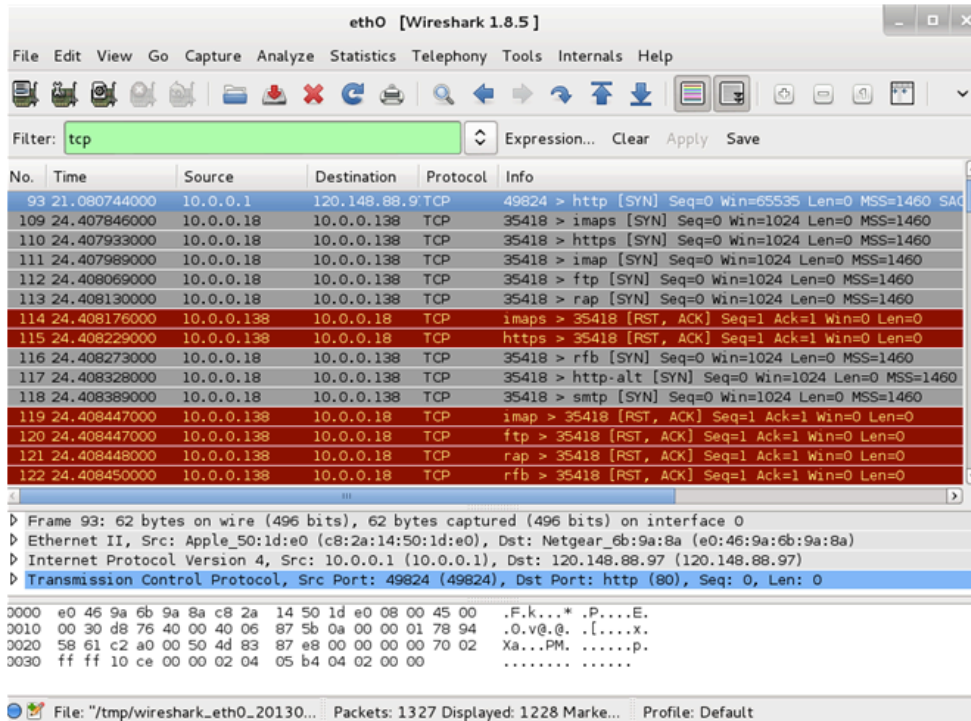 eth0 [Wireshark 1.8.5 ]
File Edit View Go Capture Analyze Statistics Telephony Tools Internals Help
Filter: tcp Expression... Clear Apply Save
No. Time Source Destination Protocol Info
93 21.080744000 10.0.0.1 120.148.88.9 TCP 49824 > http [SYN] Seq=0 Win=65535 Len=0 MSS=1460 SAC
109 24.407846000 10.0.0.18 10.0.0.138 TCP 35418 > imaps [SYN] Seq=0 Win=1024 Len=0 MSS=1460
110 24.407933000 10.0.0.18 10.0.0.138 TCP 35418 > https [SYN] Seq=0 Win=1024 Len=0 MSS=1460
111 24.407989000 10.0.0.18 10.0.0.138 TCP 35418 > imap [SYN] Seq=0 Win=1024 Len=0 MSS=1460
112 24.408069000 10.0.0.18 10.0.0.138 TCP 35418 > ftp [SYN] Seq=0 Win=1024 Len=0 MSS=1460
113 24.408130000 10.0.0.18 10.0.0.138 TCP 35418 > rap [SYN] Seq=0 Win=1024 Len=0 MSS=1460
114 24.408176000 10.0.0.138 10.0.0.18 TCP imaps > 35418 [RST, ACK] Seq=1 Ack=1 Win=0 Len=0
115 24.408229000 10.0.0.138 10.0.0.18 TCP https > 35418 [RST, ACK] Seq=1 Ack=1 Win=0 Len=0
116 24.408273000 10.0.0.18 10.0.0.138 TCP 35418 > rfb [SYN] Seq=0 Win=1024 Len=0 MSS=1460
117 24.408328000 10.0.0.18 10.0.0.138 TCP 35418 > http-alt [SYN] Seq=0 Win=1024 Len=0 MSS=1460
118 24.408389000 10.0.0.18 10.0.0.138 TCP 35418 > smtp [SYN] Seq=0 Win=1024 Len=0 MSS=1460
119 24.408447000 10.0.0.138 10.0.0.18 TCP imap > 35418 [RST, ACK] Seq=1 Ack=1 Win=0 Len=0
120 24.408447000 10.0.0.138 10.0.0.18 TCP ftp > 35418 [RST, ACK] Seq=1 Ack=1 Win=0 Len=0
121 24.408448000 10.0.0.138 10.0.0.18 TCP rap > 35418 [RST, ACK] Seq=1 Ack=1 Win=0 Len=0
122 24.408450000 10.0.0.138 10.0.0.18 TCP rfb > 35418 [RST, ACK] Seq=1 Ack=1 Win=0 Len=0
Frame 93: 62 bytes on wire (496 bits), 62 bytes captured (496 bits) on interface 0
Ethernet II, Src: Apple_50:1d:e0 (c8:2a:14:50:1d:e0), Dst: Netgear_6b:9a:8a (e0:46:9a:6b:9a:8a)
Internet Protocol Version 4, Src: 10.0.0.1 (10.0.0.1), Dst: 120.148.88.97 (120.148.88.97)
Transmission Control Protocol, Src Port: 49824 (49824), Dst Port: http (80), Seq: 0, Len: 0
0000 e0 46 9a 6b 9a 8a c8 2a 14 50 1d e0 08 00 45 00 .F.k...* .P....E.
0010 00 30 d8 76 40 00 40 06 87 5b 0a 00 00 01 78 94 .0.v@.@. .[....x.
0020 58 61 c2 a0 00 50 4d 83 87 e8 00 00 00 00 70 02 Xa...PM. ......p.
0030 ff ff 10 ce 00 00 02 04 05 b4 04 02 00 00 ........ ......
File: "/tmp/wireshark_eth0_20130... Packets: 1327 Displayed: 1228 Marke... Profile: Default